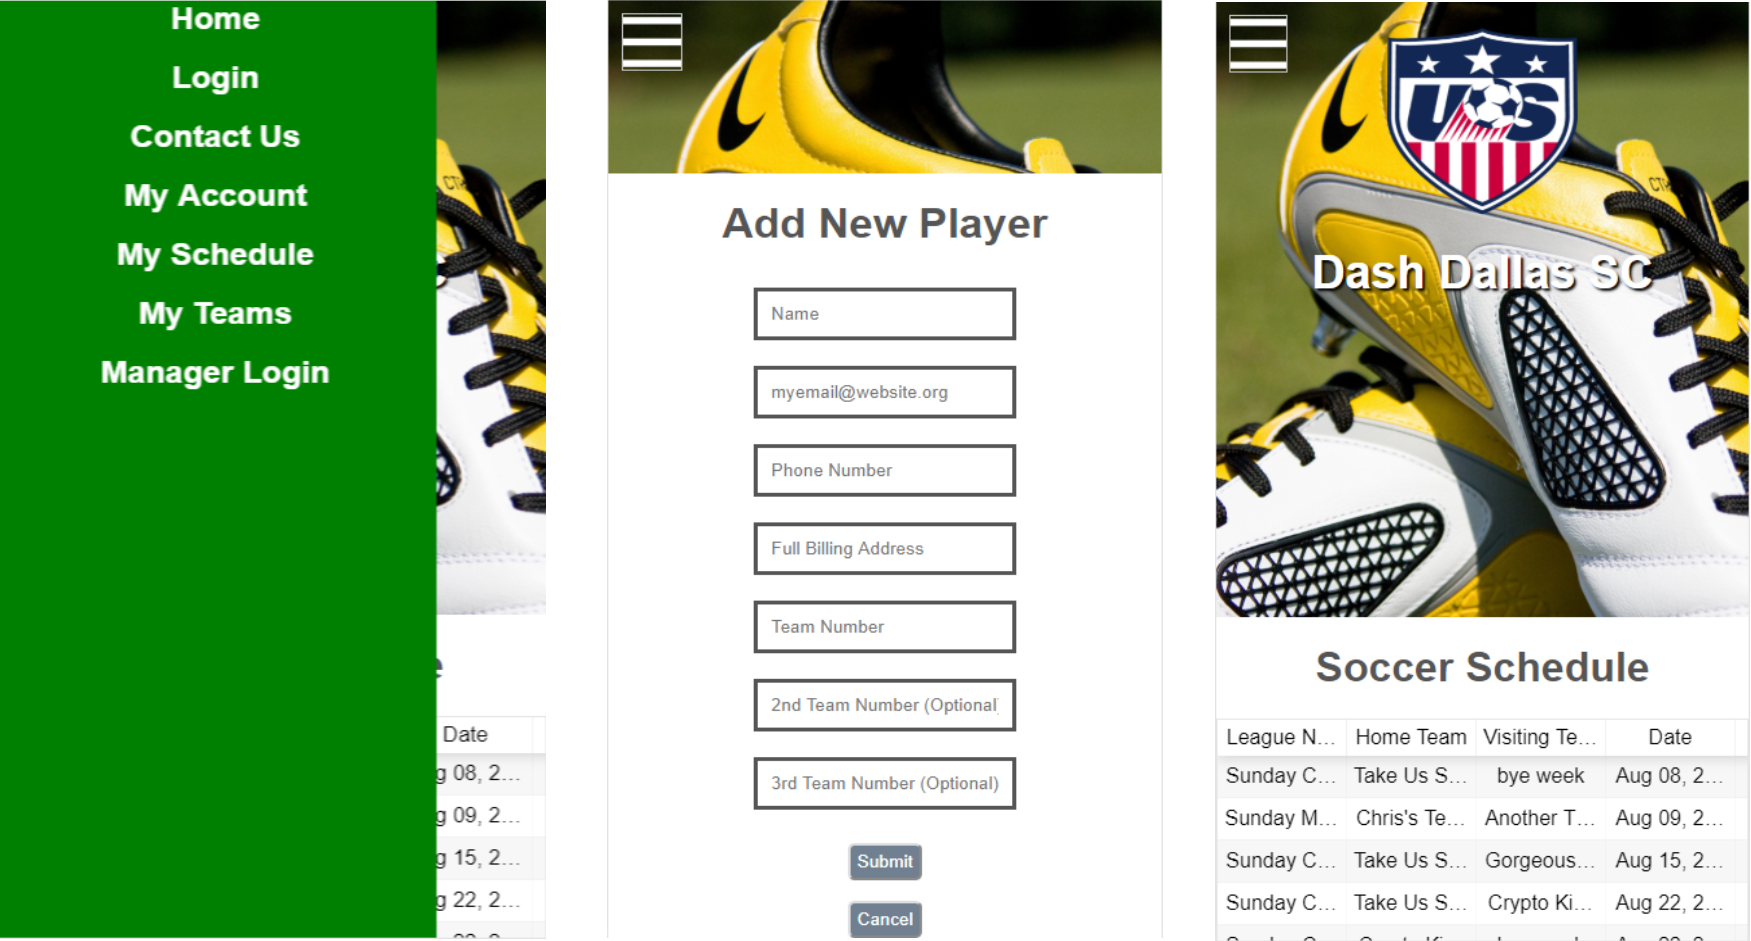 Home
Login
Contact Us
My Account
My Schedule
My Teams
Manager Login
Date
g 08, 2...
g 09, 2...
g 15, 2...
g 22, 2...
Add New Player
Name
myemail@website.org
Phone Number
Full Billing Address
Team Number
2nd Team Number (Optional)
3rd Team Number (Optional)
Submit
Cancel
US
Dash Dallas SC
Soccer Schedule
League N... Home Team Visiting Te... Date
Sunday C... Take Us S... bye week Aug 08, 2...
Sunday M... Chris's Te... Another T... Aug 09, 2...
Sunday C... Take Us S... Gorgeous... Aug 15, 2...
Sunday C... Take Us S... Crypto Ki... Aug 22, 2...